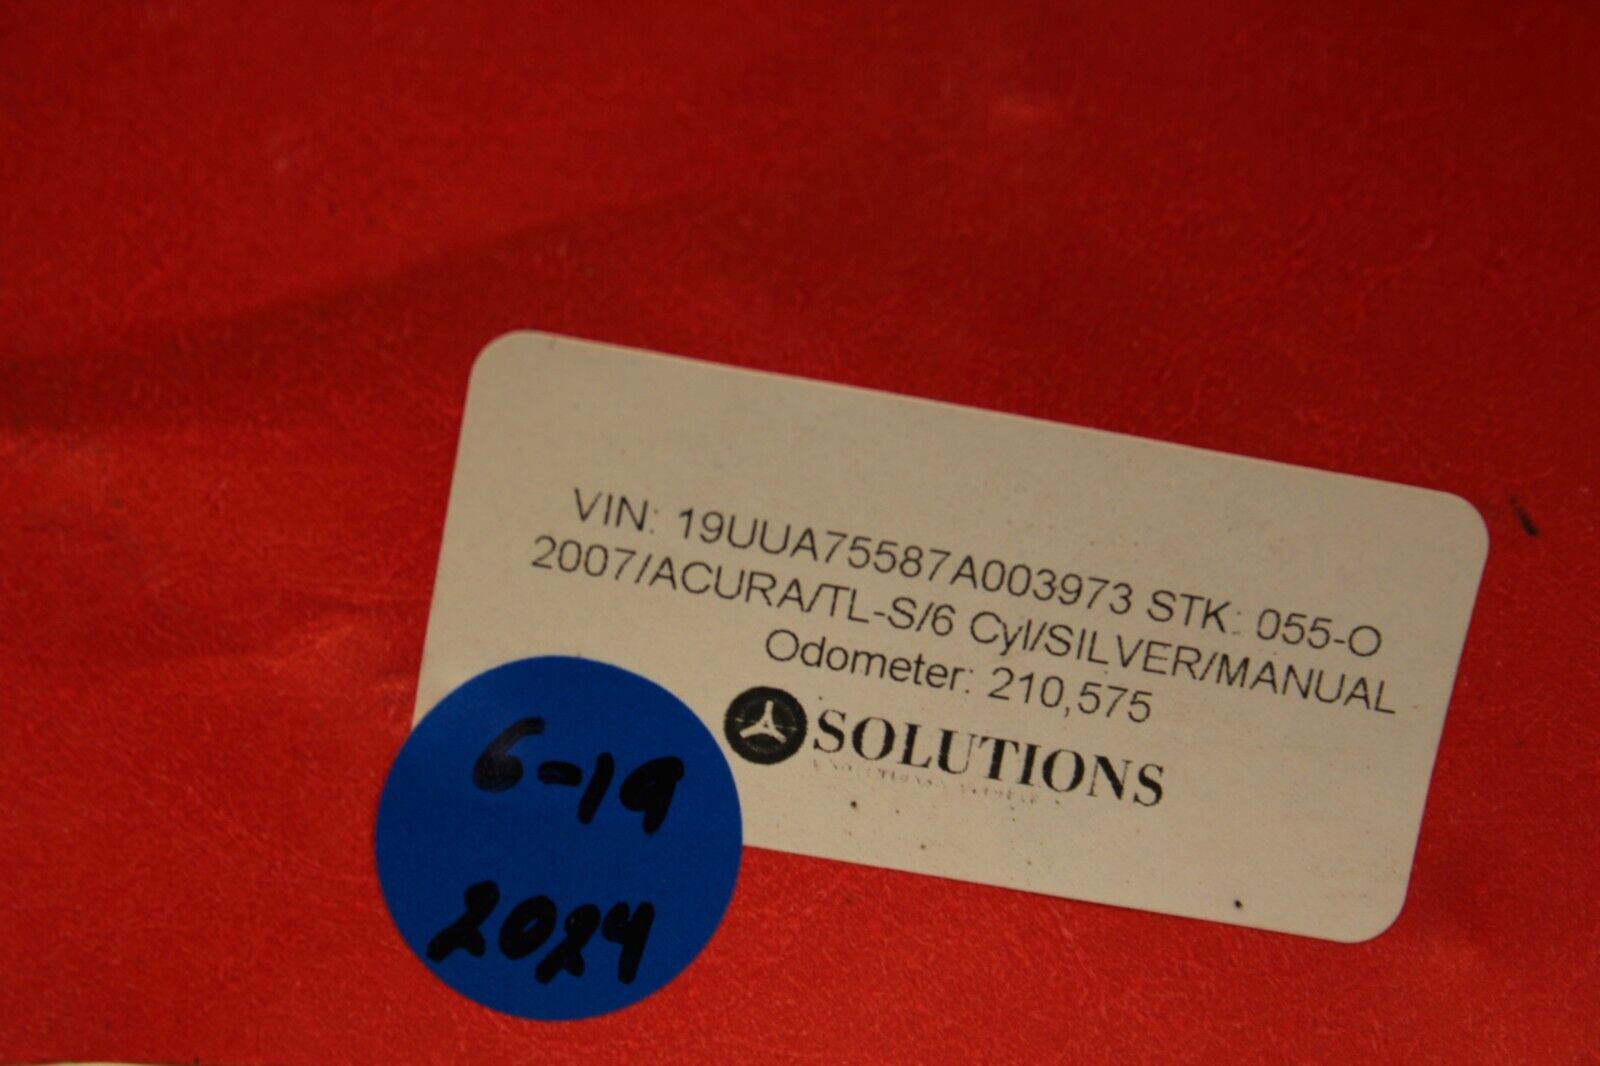 VIN: 19UUA75587A003973 STK: 055-O
2007/ACURA/TL-S/6 Cyl/SILVER/MANUAL
Odometer: 210,575
SOLUTIONS
6-19
2024